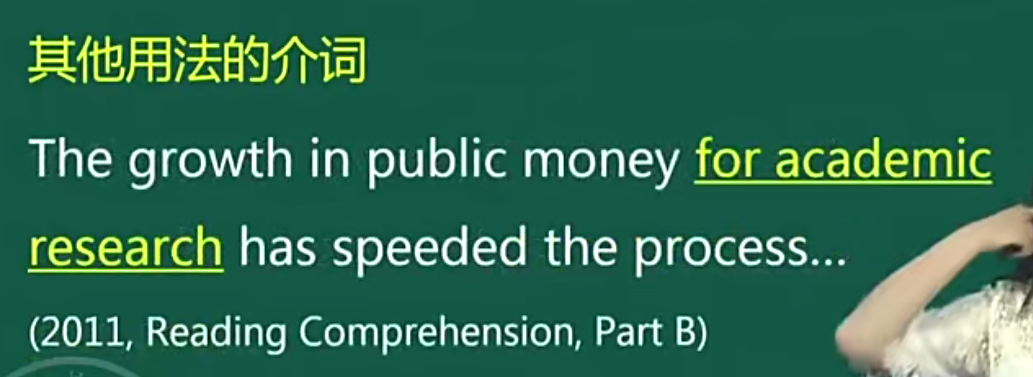 其他用法的介词
The growth in public money for academic
research has speeded the process...
(2011, Reading Comprehension, Part B)